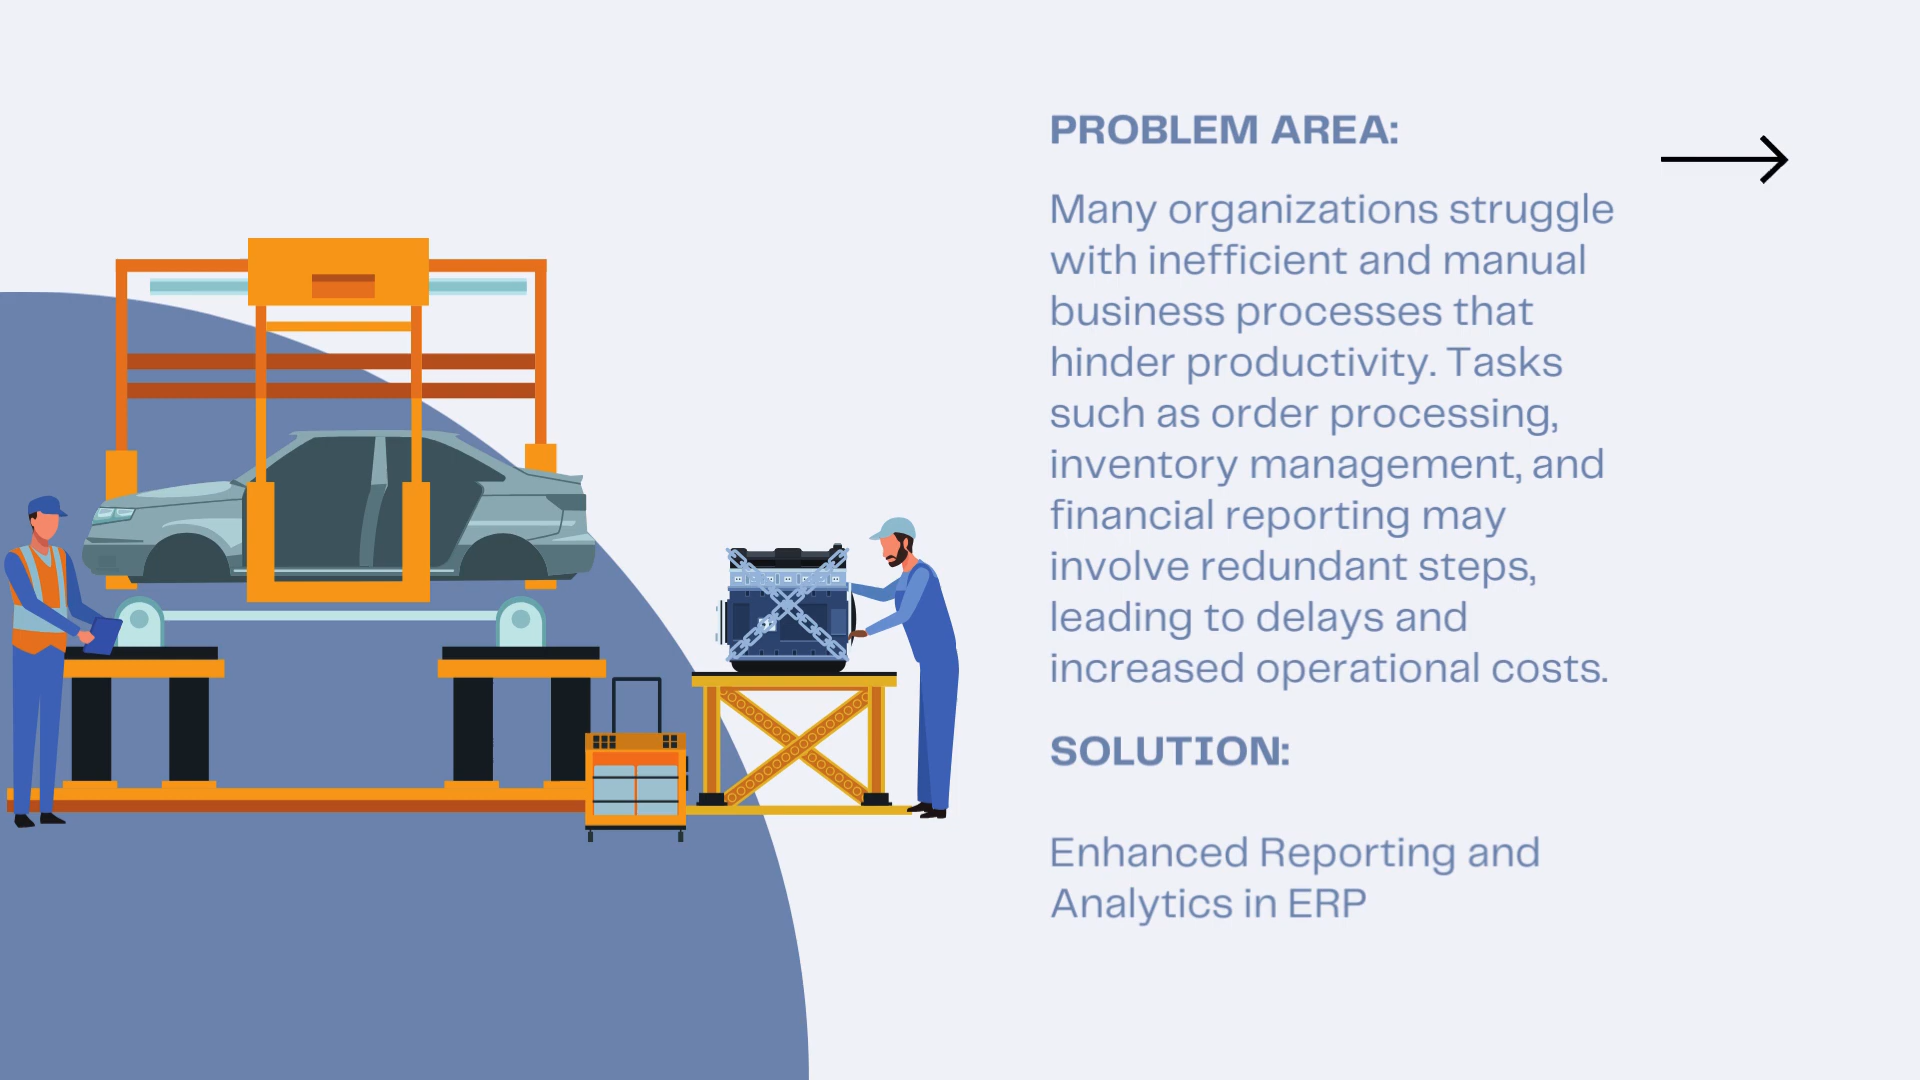 PROBLEM AREA:
Many organizations struggle
with inefficient and manual
business processes that
hinder productivity. Tasks
such as order processing,
inventory management, and
financial reporting may
involve redundant steps,
leading to delays and
increased operational costs.
SOLUTION:
Enhanced Reporting and
Analytics in ERP